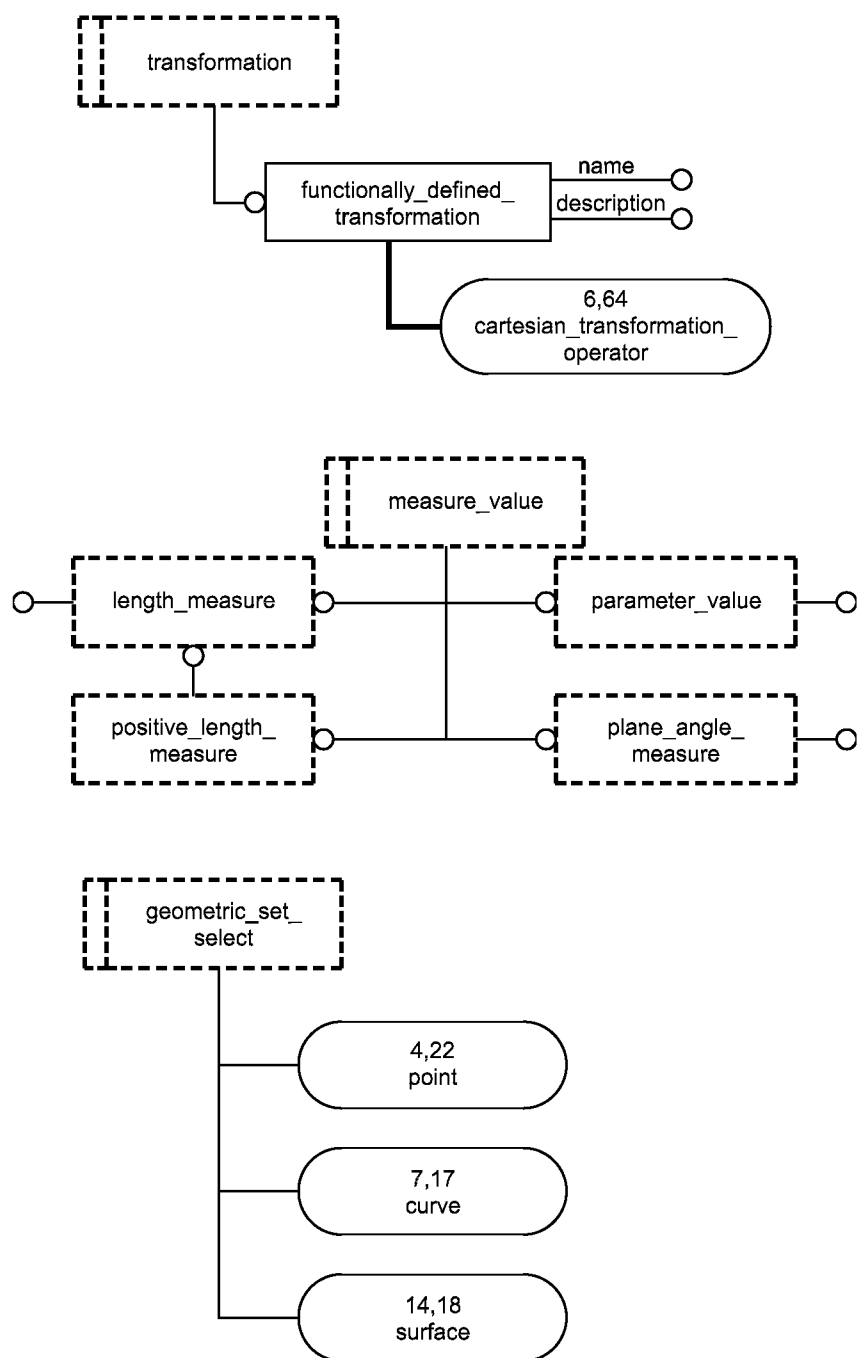 transformation
functionally_defined_
transformation
name
description
6,64
cartesian_transformation_
operator
measure_value
length_measure
parameter_value
positive_length_
measure
plane_angle_
measure
geometric_set_
select
4,22
point
7,17
curve
14,18
surface